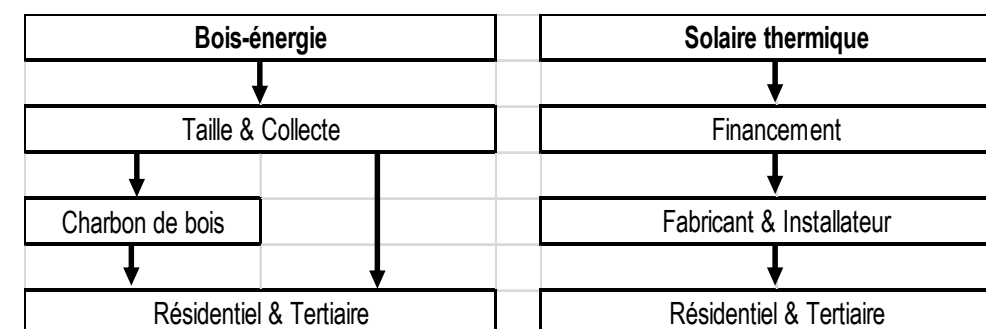 Bois-énergie
Taille & Collecte
Charbon de bois
Résidentiel & Tertiaire
Solaire thermique
Financement
Fabricant & Installateur
Résidentiel & Tertiaire